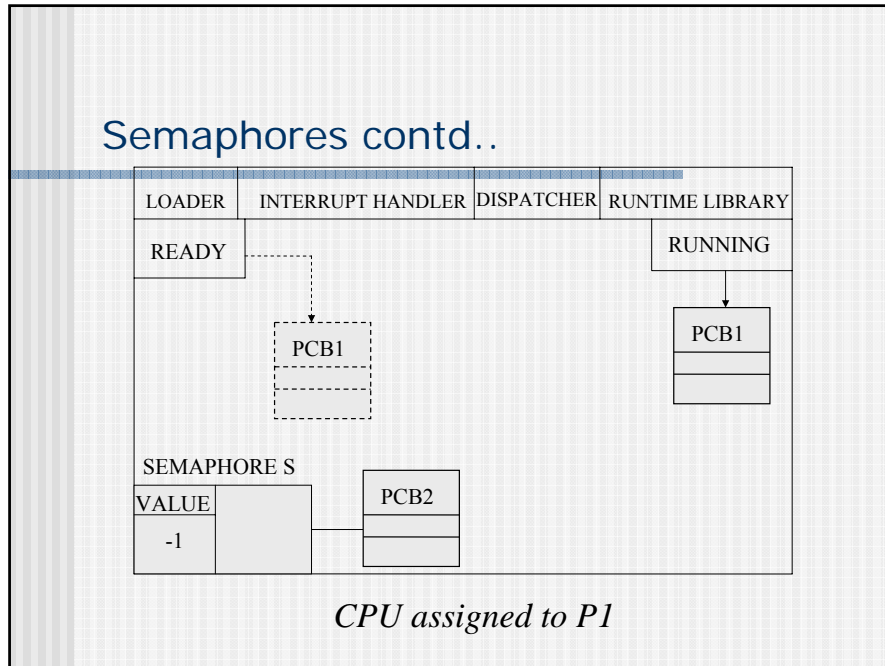 Semaphores contd..
LOADER INTERRUPT HANDLER DISPATCHER RUNTIME LIBRARY
READY RUNNING
PCB1 PCB1
SEMAPHORE S
VALUE PCB2
-1
CPU assigned to P1